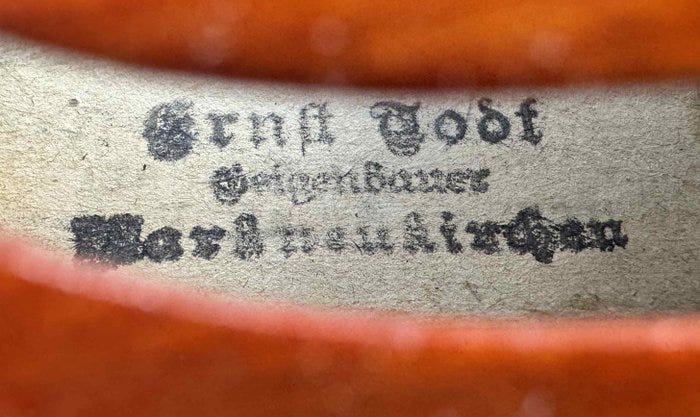 Ernst Todt
Geigenbauer
Markneukirchen